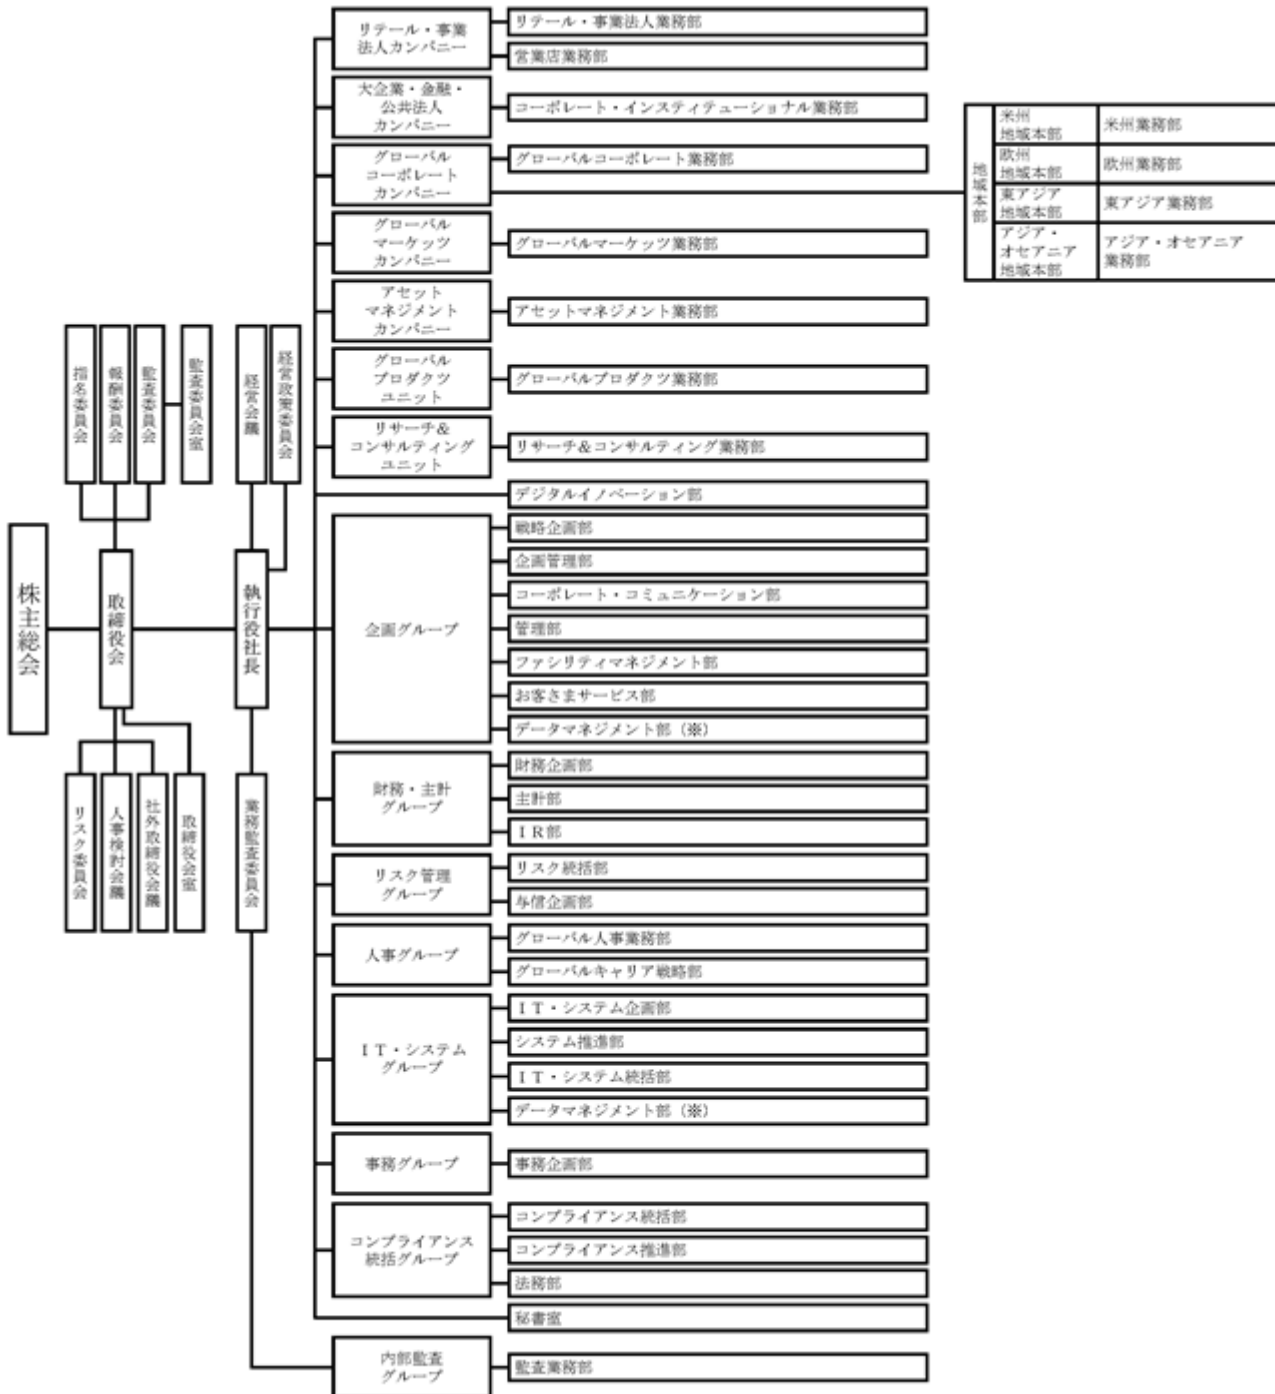 株主総会
取締役会
指名委員会
報酬委員会
監査委員会
監査委員会室
リスク委員会
人事検討会議
社外取締役会議
取締役会室
執行役社長
経営会議
経営政策委員会
業務監査委員会
リテール・事業
法人カンパニー
リテール・事業法人業務部
営業店業務部
大企業・金融・
公共法人
カンパニー
コーポレート・インスティテューショナル業務部
グローバル
コーポレート
カンパニー
グローバルコーポレート業務部
地域本部
米州
地域本部
米州業務部
欧州
地域本部
欧州業務部
東アジア
地域本部
東アジア業務部
アジア・
オセアニア
地域本部
アジア・オセアニア
業務部
グローバル
マーケッツ
カンパニー
グローバルマーケッツ業務部
アセット
マネジメント
カンパニー
アセットマネジメント業務部
グローバル
プロダクツ
ユニット
グローバルプロダクツ業務部
リサーチ&
コンサルティング
ユニット
リサーチ&コンサルティング業務部
デジタルイノベーション部
企画グループ
戦略企画部
企画管理部
コーポレート・コミュニケーション部
管理部
ファシリティマネジメント部
お客さまサービス部
データマネジメント部（※）
財務・主計
グループ
財務企画部
主計部
ＩＲ部
リスク管理
グループ
リスク統括部
与信企画部
人事グループ
グローバル人事業務部
グローバルキャリア戦略部
ＩＴ・システム
グループ
ＩＴ・システム企画部
システム推進部
ＩＴ・システム統括部
データマネジメント部（※）
事務グループ
事務企画部
コンプライアンス
統括グループ
コンプライアンス統括部
コンプライアンス推進部
法務部
秘書室
内部監査
グループ
監査業務部